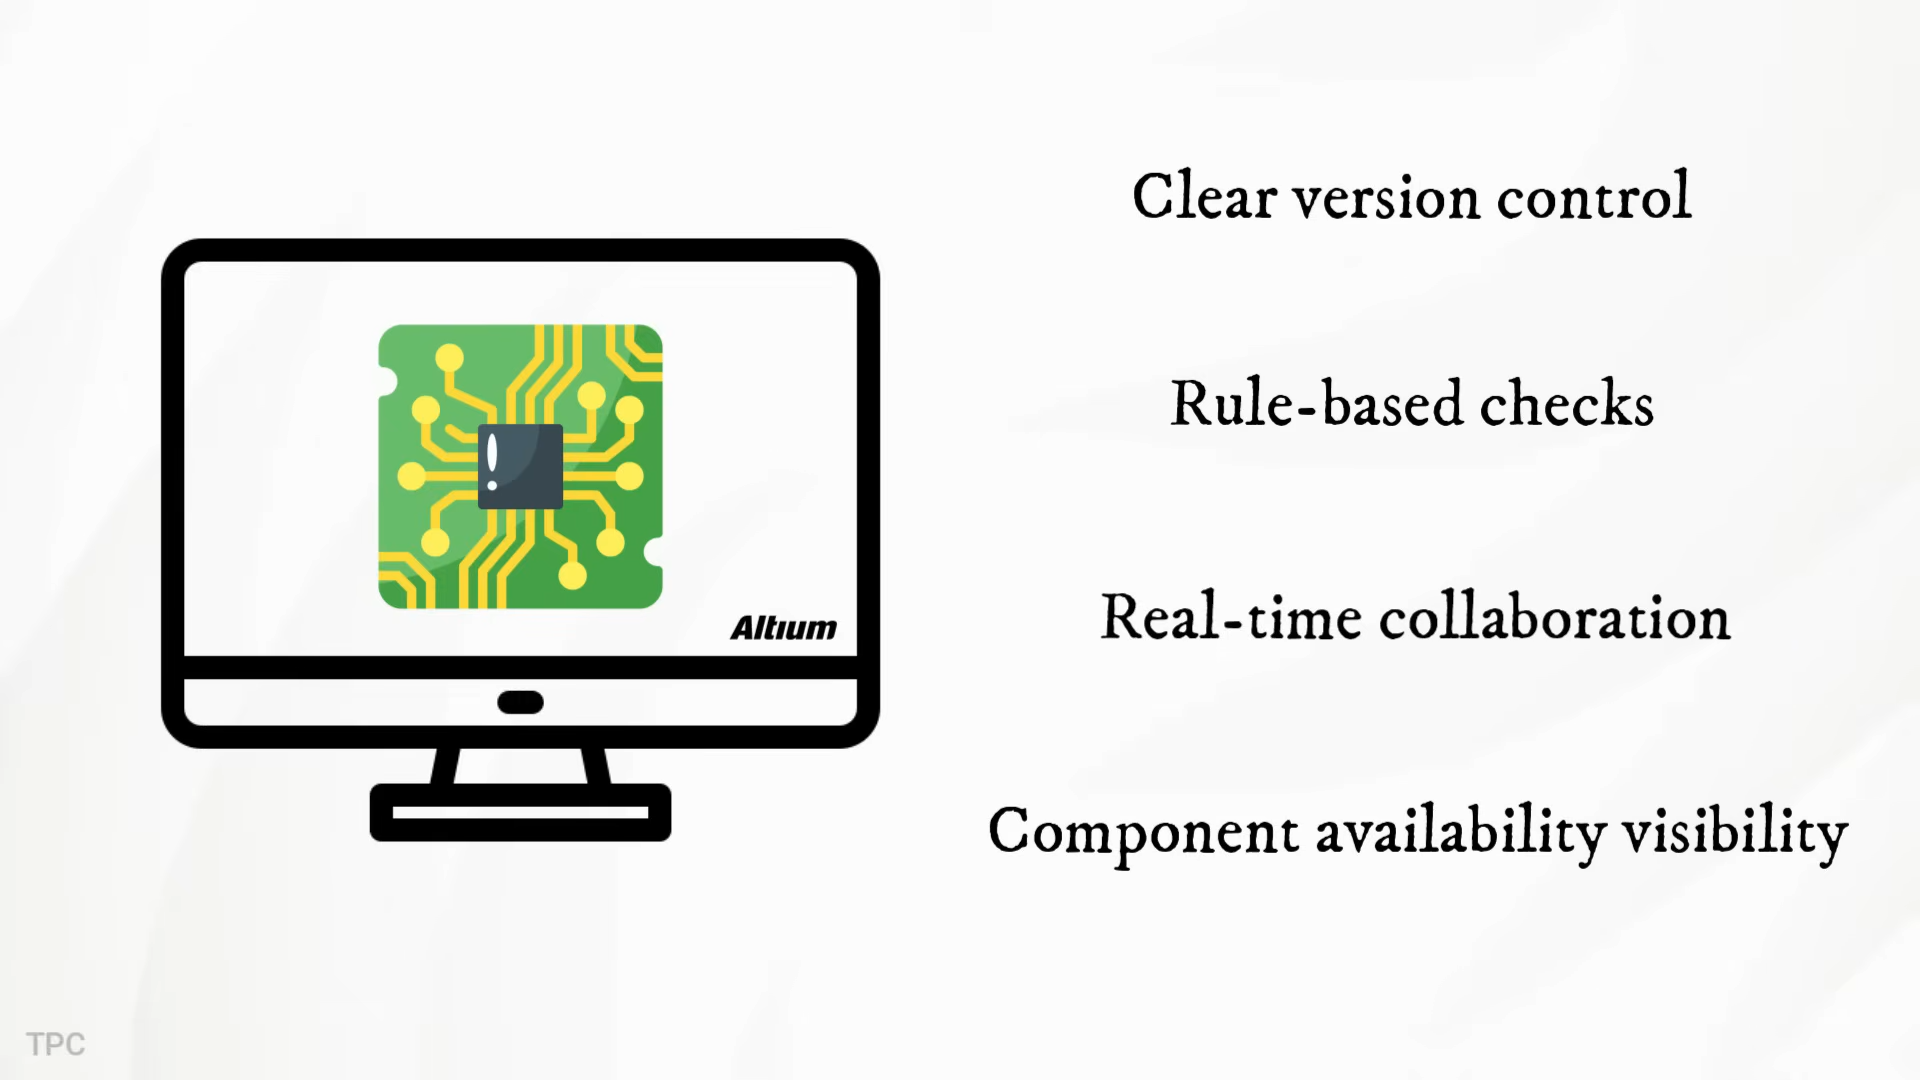 Clear version control
Rule-based checks
Real-time collaboration
Component availability visibility
Altium
TPC